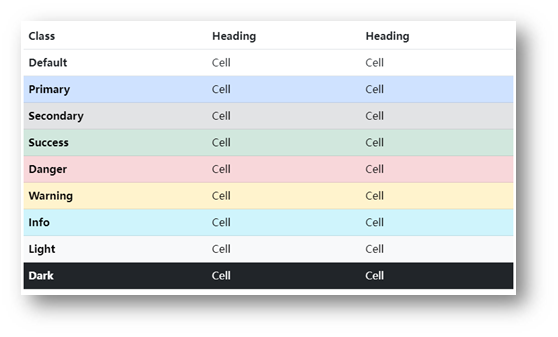 Class Heading Heading
Default Cell Cell
Primary Cell Cell
Secondary Cell Cell
Success Cell Cell
Danger Cell Cell
Warning Cell Cell
Info Cell Cell
Light Cell Cell
Dark Cell Cell